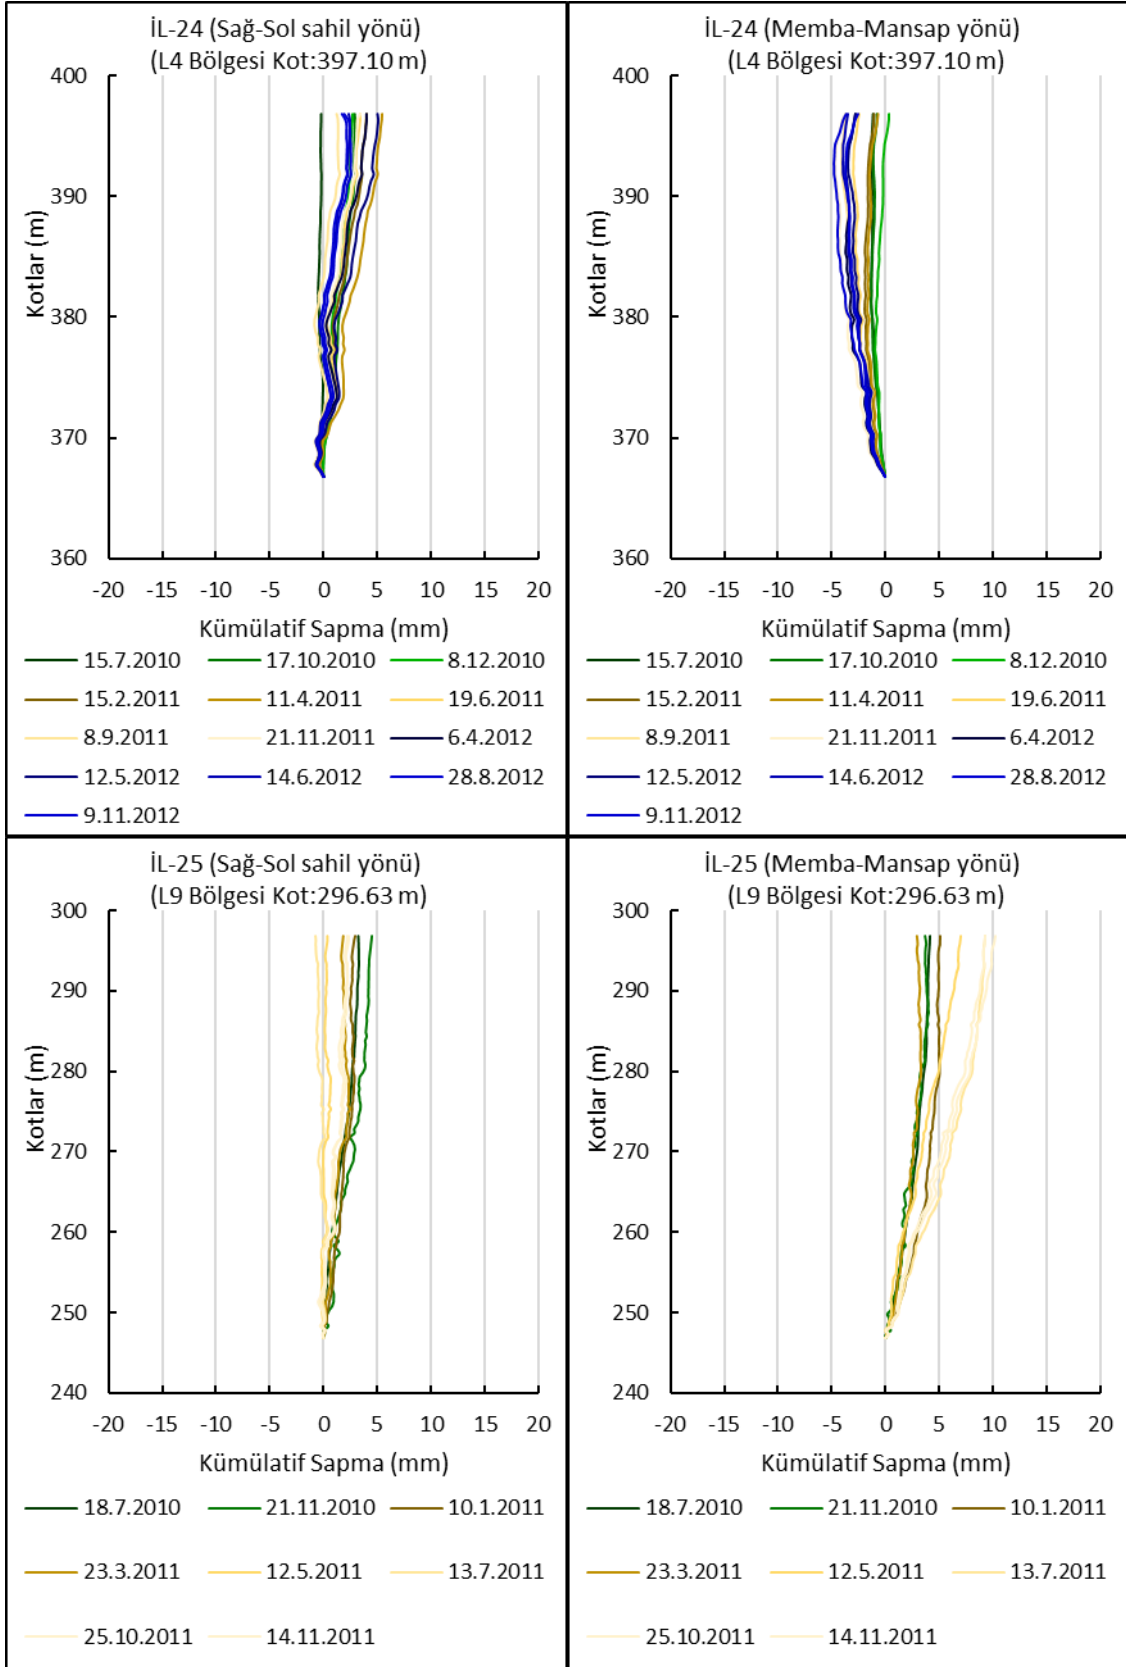 İL-24 (Sağ-Sol sahil yönü)
(L4 Bölgesi Kot:397.10 m)
400
390
380
370
360
Kotlar (m)
-20 -15 -10 -5 0 5 10 15 20
Kümülatif Sapma (mm)
15.7.2010 17.10.2010 8.12.2010
15.2.2011 11.4.2011 19.6.2011
8.9.2011 21.11.2011 6.4.2012
12.5.2012 14.6.2012 28.8.2012
9.11.2012
İL-24 (Memba-Mansap yönü)
(L4 Bölgesi Kot:397.10 m)
400
390
380
370
360
Kotlar (m)
-20 -15 -10 -5 0 5 10 15 20
Kümülatif Sapma (mm)
15.7.2010 17.10.2010 8.12.2010
15.2.2011 11.4.2011 19.6.2011
8.9.2011 21.11.2011 6.4.2012
12.5.2012 14.6.2012 28.8.2012
9.11.2012
İL-25 (Sağ-Sol sahil yönü)
(L9 Bölgesi Kot:296.63 m)
300
290
280
270
260
250
240
Kotlar (m)
-20 -15 -10 -5 0 5 10 15 20
Kümülatif Sapma (mm)
18.7.2010 21.11.2010 10.1.2011
23.3.2011 12.5.2011 13.7.2011
25.10.2011 14.11.2011
İL-25 (Memba-Mansap yönü)
(L9 Bölgesi Kot:296.63 m)
300
290
280
270
260
250
240
Kotlar (m)
-20 -15 -10 -5 0 5 10 15 20
Kümülatif Sapma (mm)
18.7.2010 21.11.2010 10.1.2011
23.3.2011 12.5.2011 13.7.2011
25.10.2011 14.11.2011